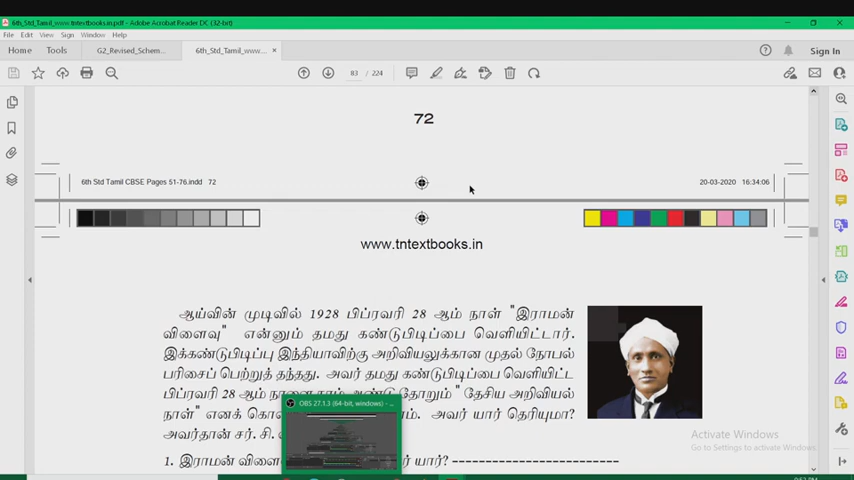 6th_Std_Tamil_www.tntextbooks.in.pdf - Adobe Acrobat Reader DC (32-bit)
File Edit View Sign Window Help
Home Tools G2_Revised_Schem... 6th_Std_Tamil_www.... × Sign In
83 / 224
72
6th Std Tamil CBSE Pages 51-76.indd 72 20-03-2020 16:34:06
www.tntextbooks.in
ஆய்வின் முடிவில் 1928 பிப்ரவரி 28 ஆம் நாள் "இராமன்
விளைவு" என்னும் தமது கண்டுபிடிப்பை வெளியிட்டார்.
இக்கண்டுபிடிப்பு இந்தியாவிற்கு அறிவியலுக்கான முதல் நோபல்
பரிசைப் பெற்றுத் தந்தது. அவர் தமது கண்டுபிடிப்பை வெளியிட்ட
பிப்ரவரி 28 ஆம் நாளை நாம் ஆண்டு தோறும் " தேசிய அறிவியல்
நாள்" எனக் அவர் யார் தெரியுமா?
OBS 27.1.3 (64-bit, windows) - ...
அவர்தான் சர். சி.
Activate Windows
Go to Settings to activate Windows.
1. இராமன் விளை யார்? --------------------------